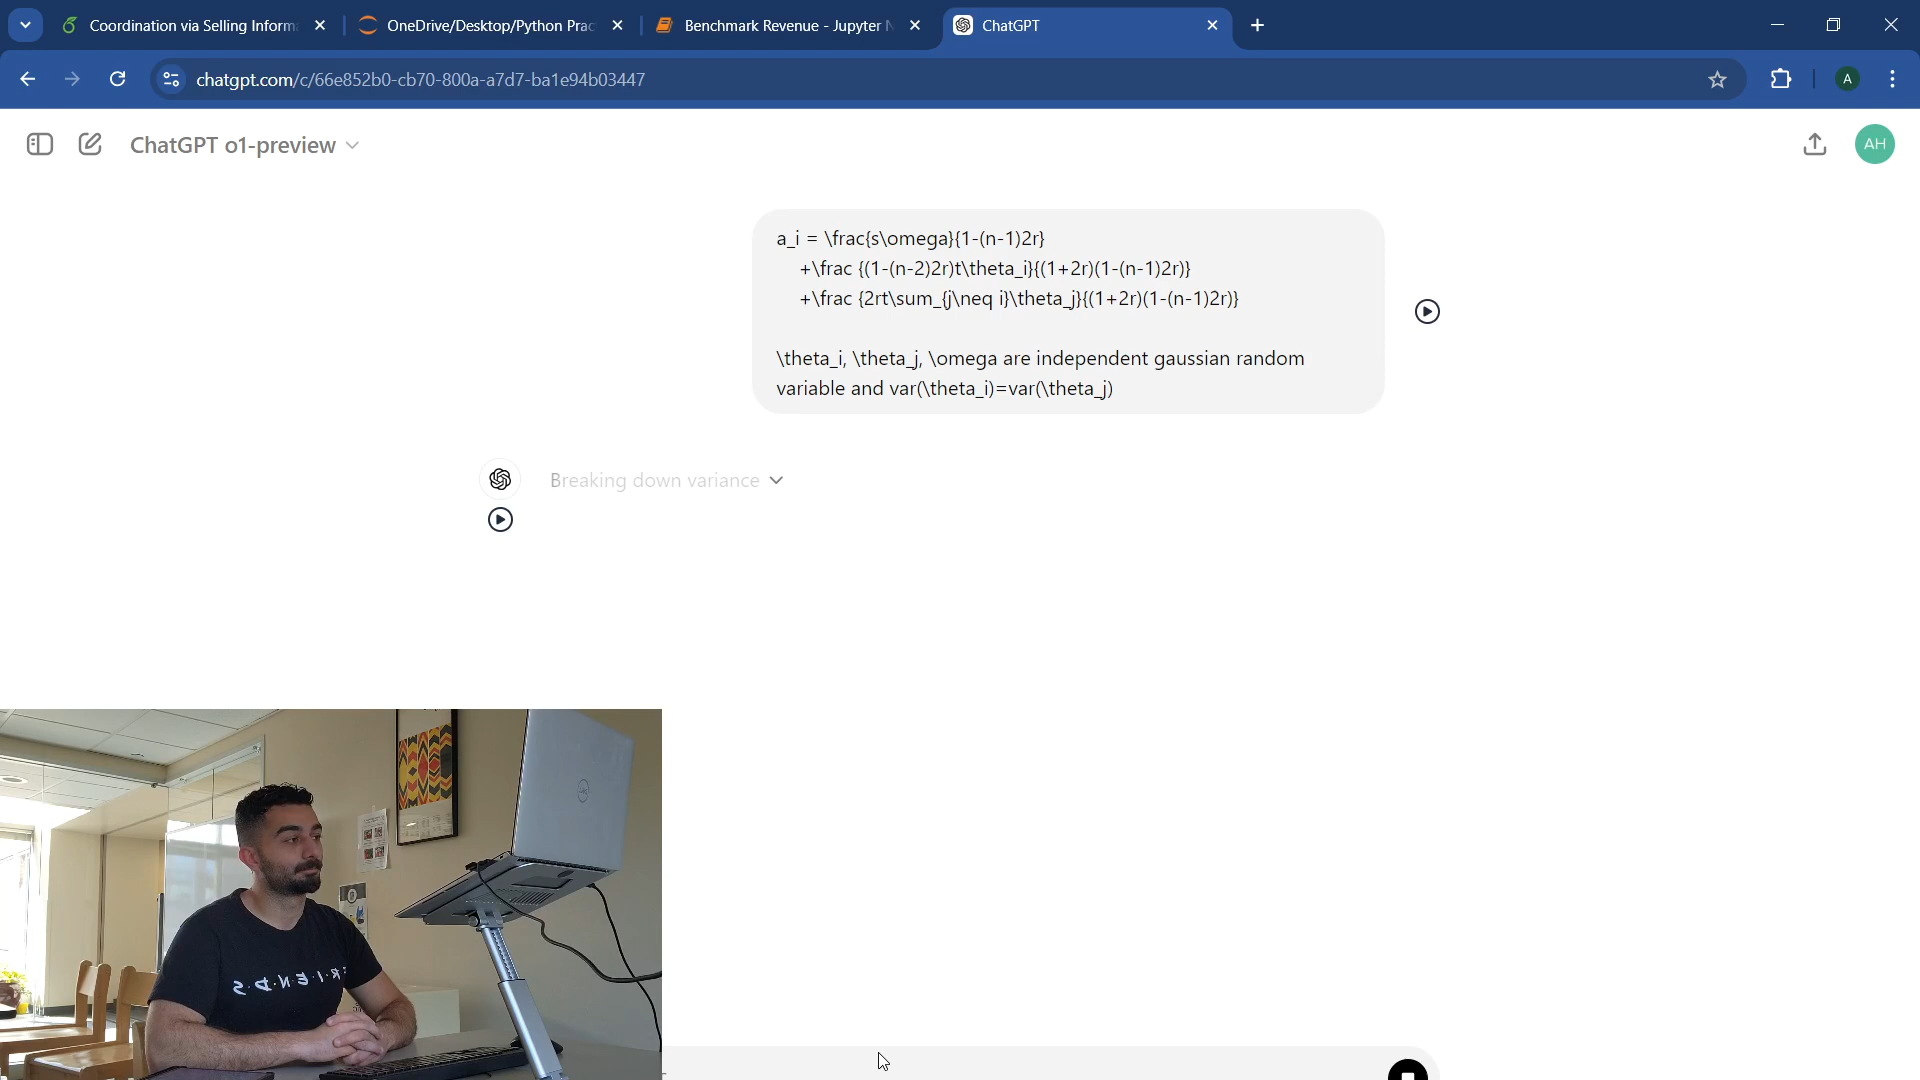 Coordination via Selling Inform
OneDrive/Desktop/Python Prac
Benchmark Revenue - Jupyter N
ChatGPT
chatgpt.com/c/66e852b0-cb70-800a-a7d7-ba1e94b03447
A
ChatGPT o1-preview
AH
a_i = \frac{s\omega}{1-(n-1)2r}
+\frac {(1-(n-2)2r)t\theta_i}{(1+2r)(1-(n-1)2r)}
+\frac {2rt\sum_{j\neq i}\theta_j}{(1+2r)(1-(n-1)2r)}
\theta_i, \theta_j, \omega are independent gaussian random
variable and var(\theta_i)=var(\theta_j)
Breaking down variance